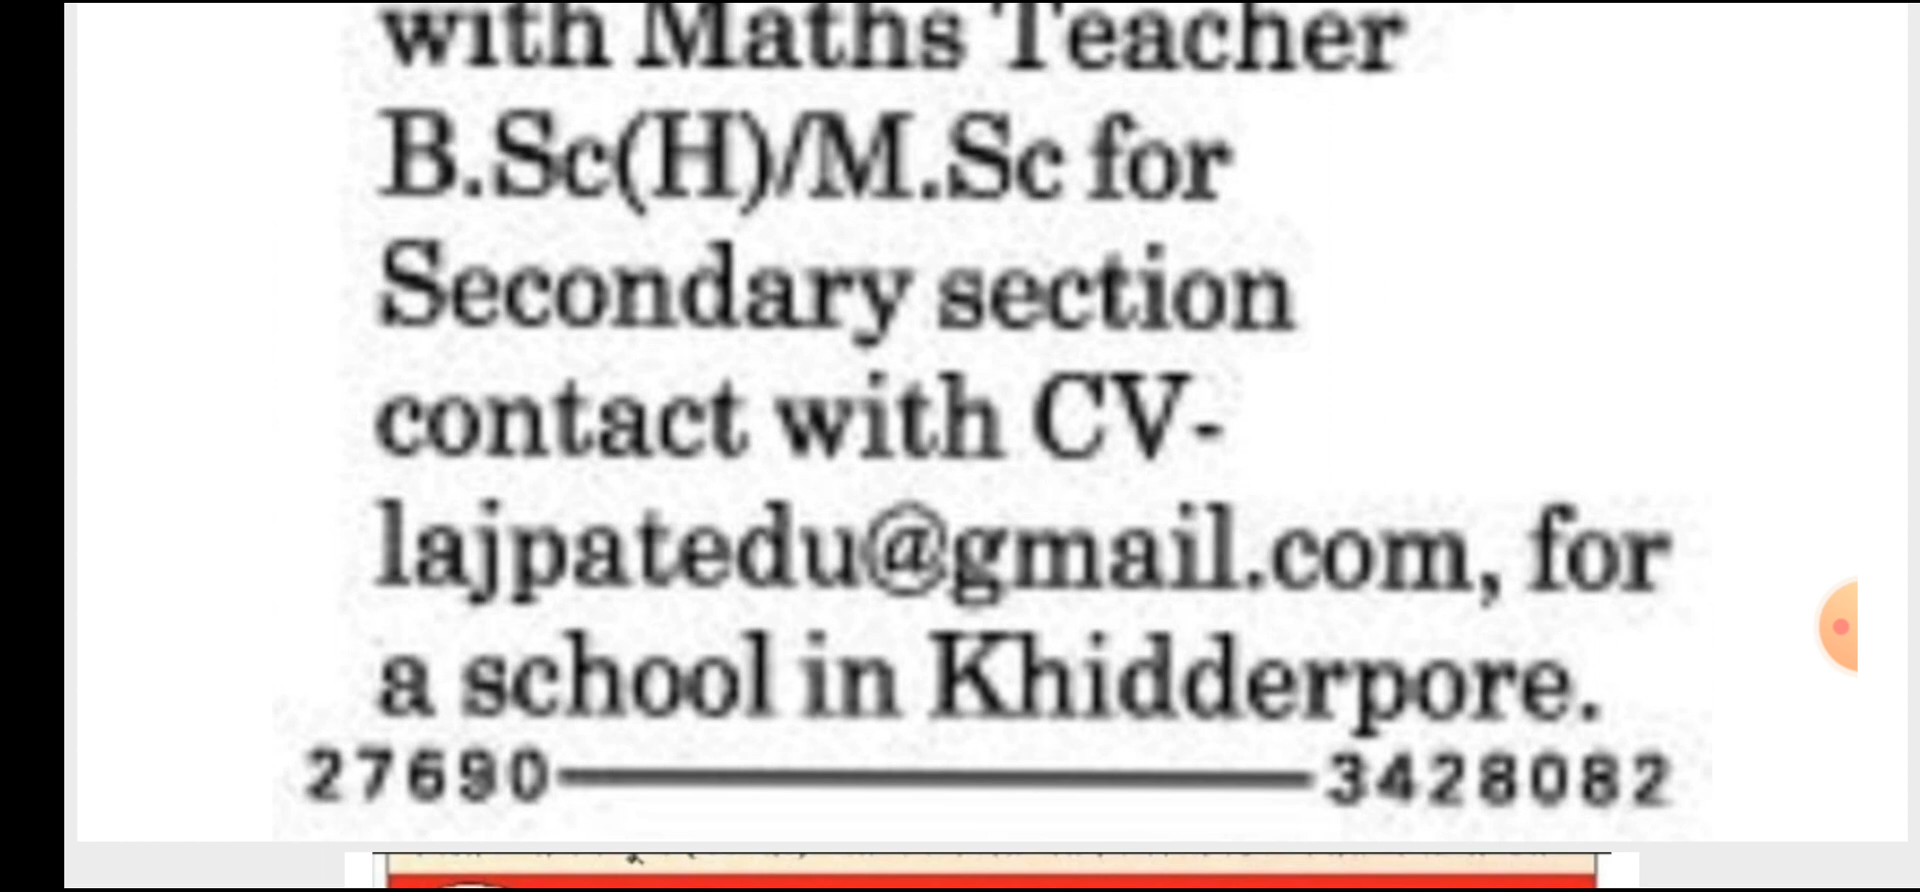 with Maths Teacher
B.Sc(H)/M.Sc for
Secondary section
contact with CV-
lajpatedu@gmail.com, for
a school in Khidderpore.
27690 3428082